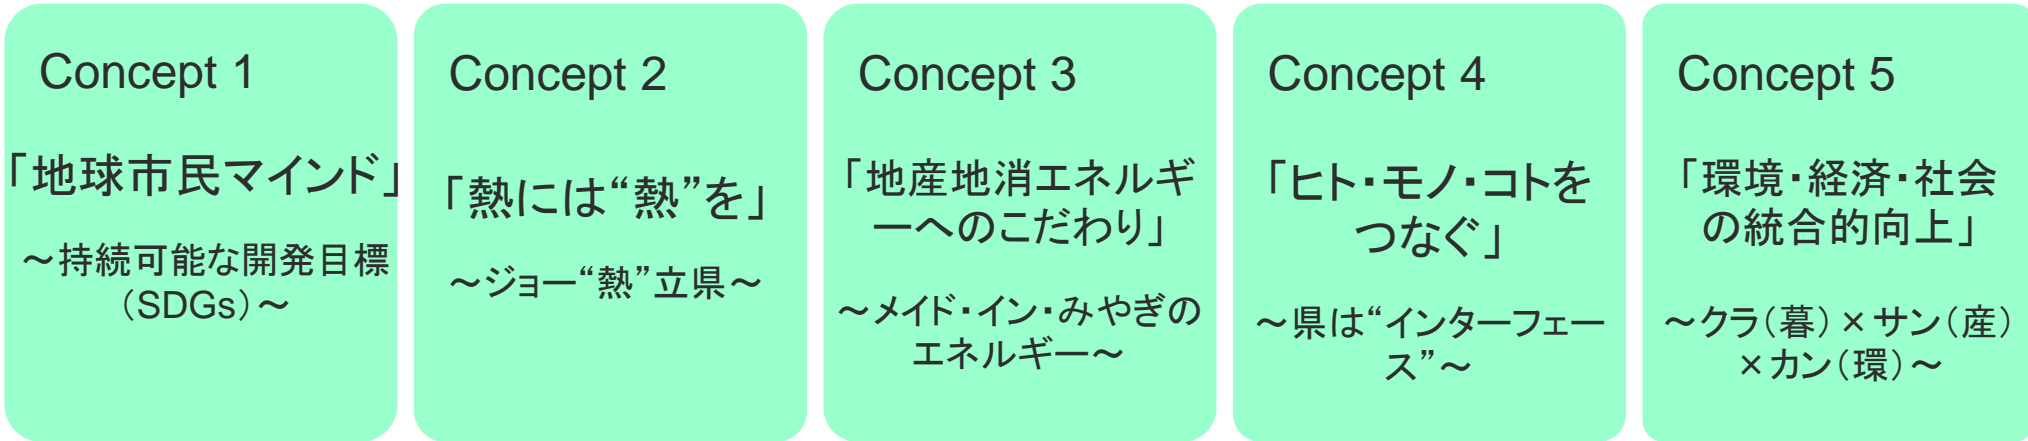 Concept 1
「地球市民マインド」
～持続可能な開発目標
（SDGs）～
Concept 2
「熱には“熱”を」
～ジョー“熱”立県～
Concept 3
「地産地消エネルギ
ーへのこだわり」
～メイド・イン・みやぎの
エネルギー～
Concept 4
「ヒト・モノ・コトを
つなぐ」
～県は“インターフェー
ス”～
Concept 5
「環境・経済・社会
の統合的向上」
～クラ（暮）×サン（産）
×カン（環）～